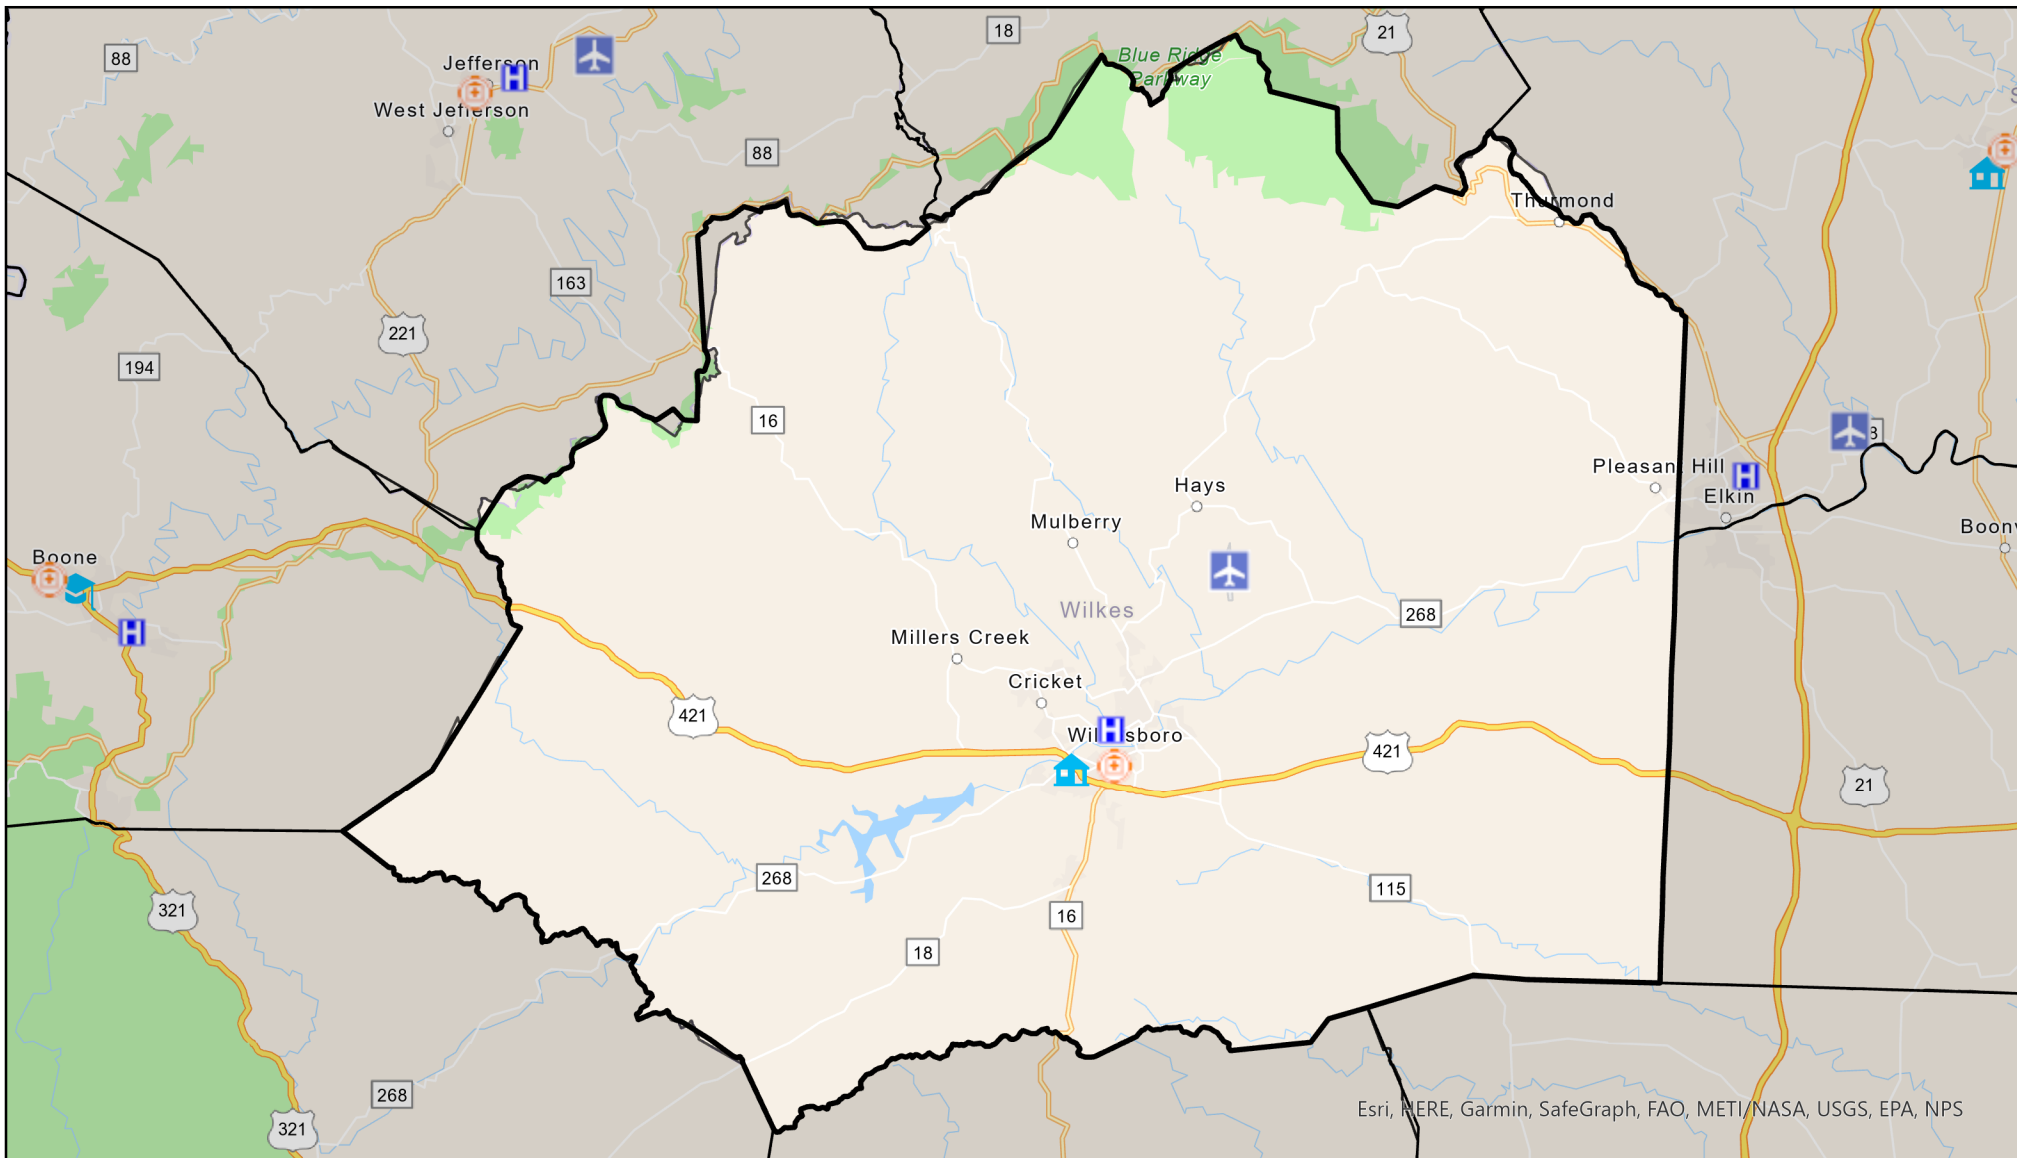 18
21
Jefferson
Blue Ridge
Parkway
88
West Jefferson
88
Thurmond
163
221
194
16
Pleasant Hill
Hays
Elkin
Mulberry
Boone
Wilkes
268
Millers Creek
Cricket
421
Wilkesboro
421
21
268
115
321
16
18
268
321
Esri, HERE, Garmin, SafeGraph, FAO, METI/NASA, USGS, EPA, NPS